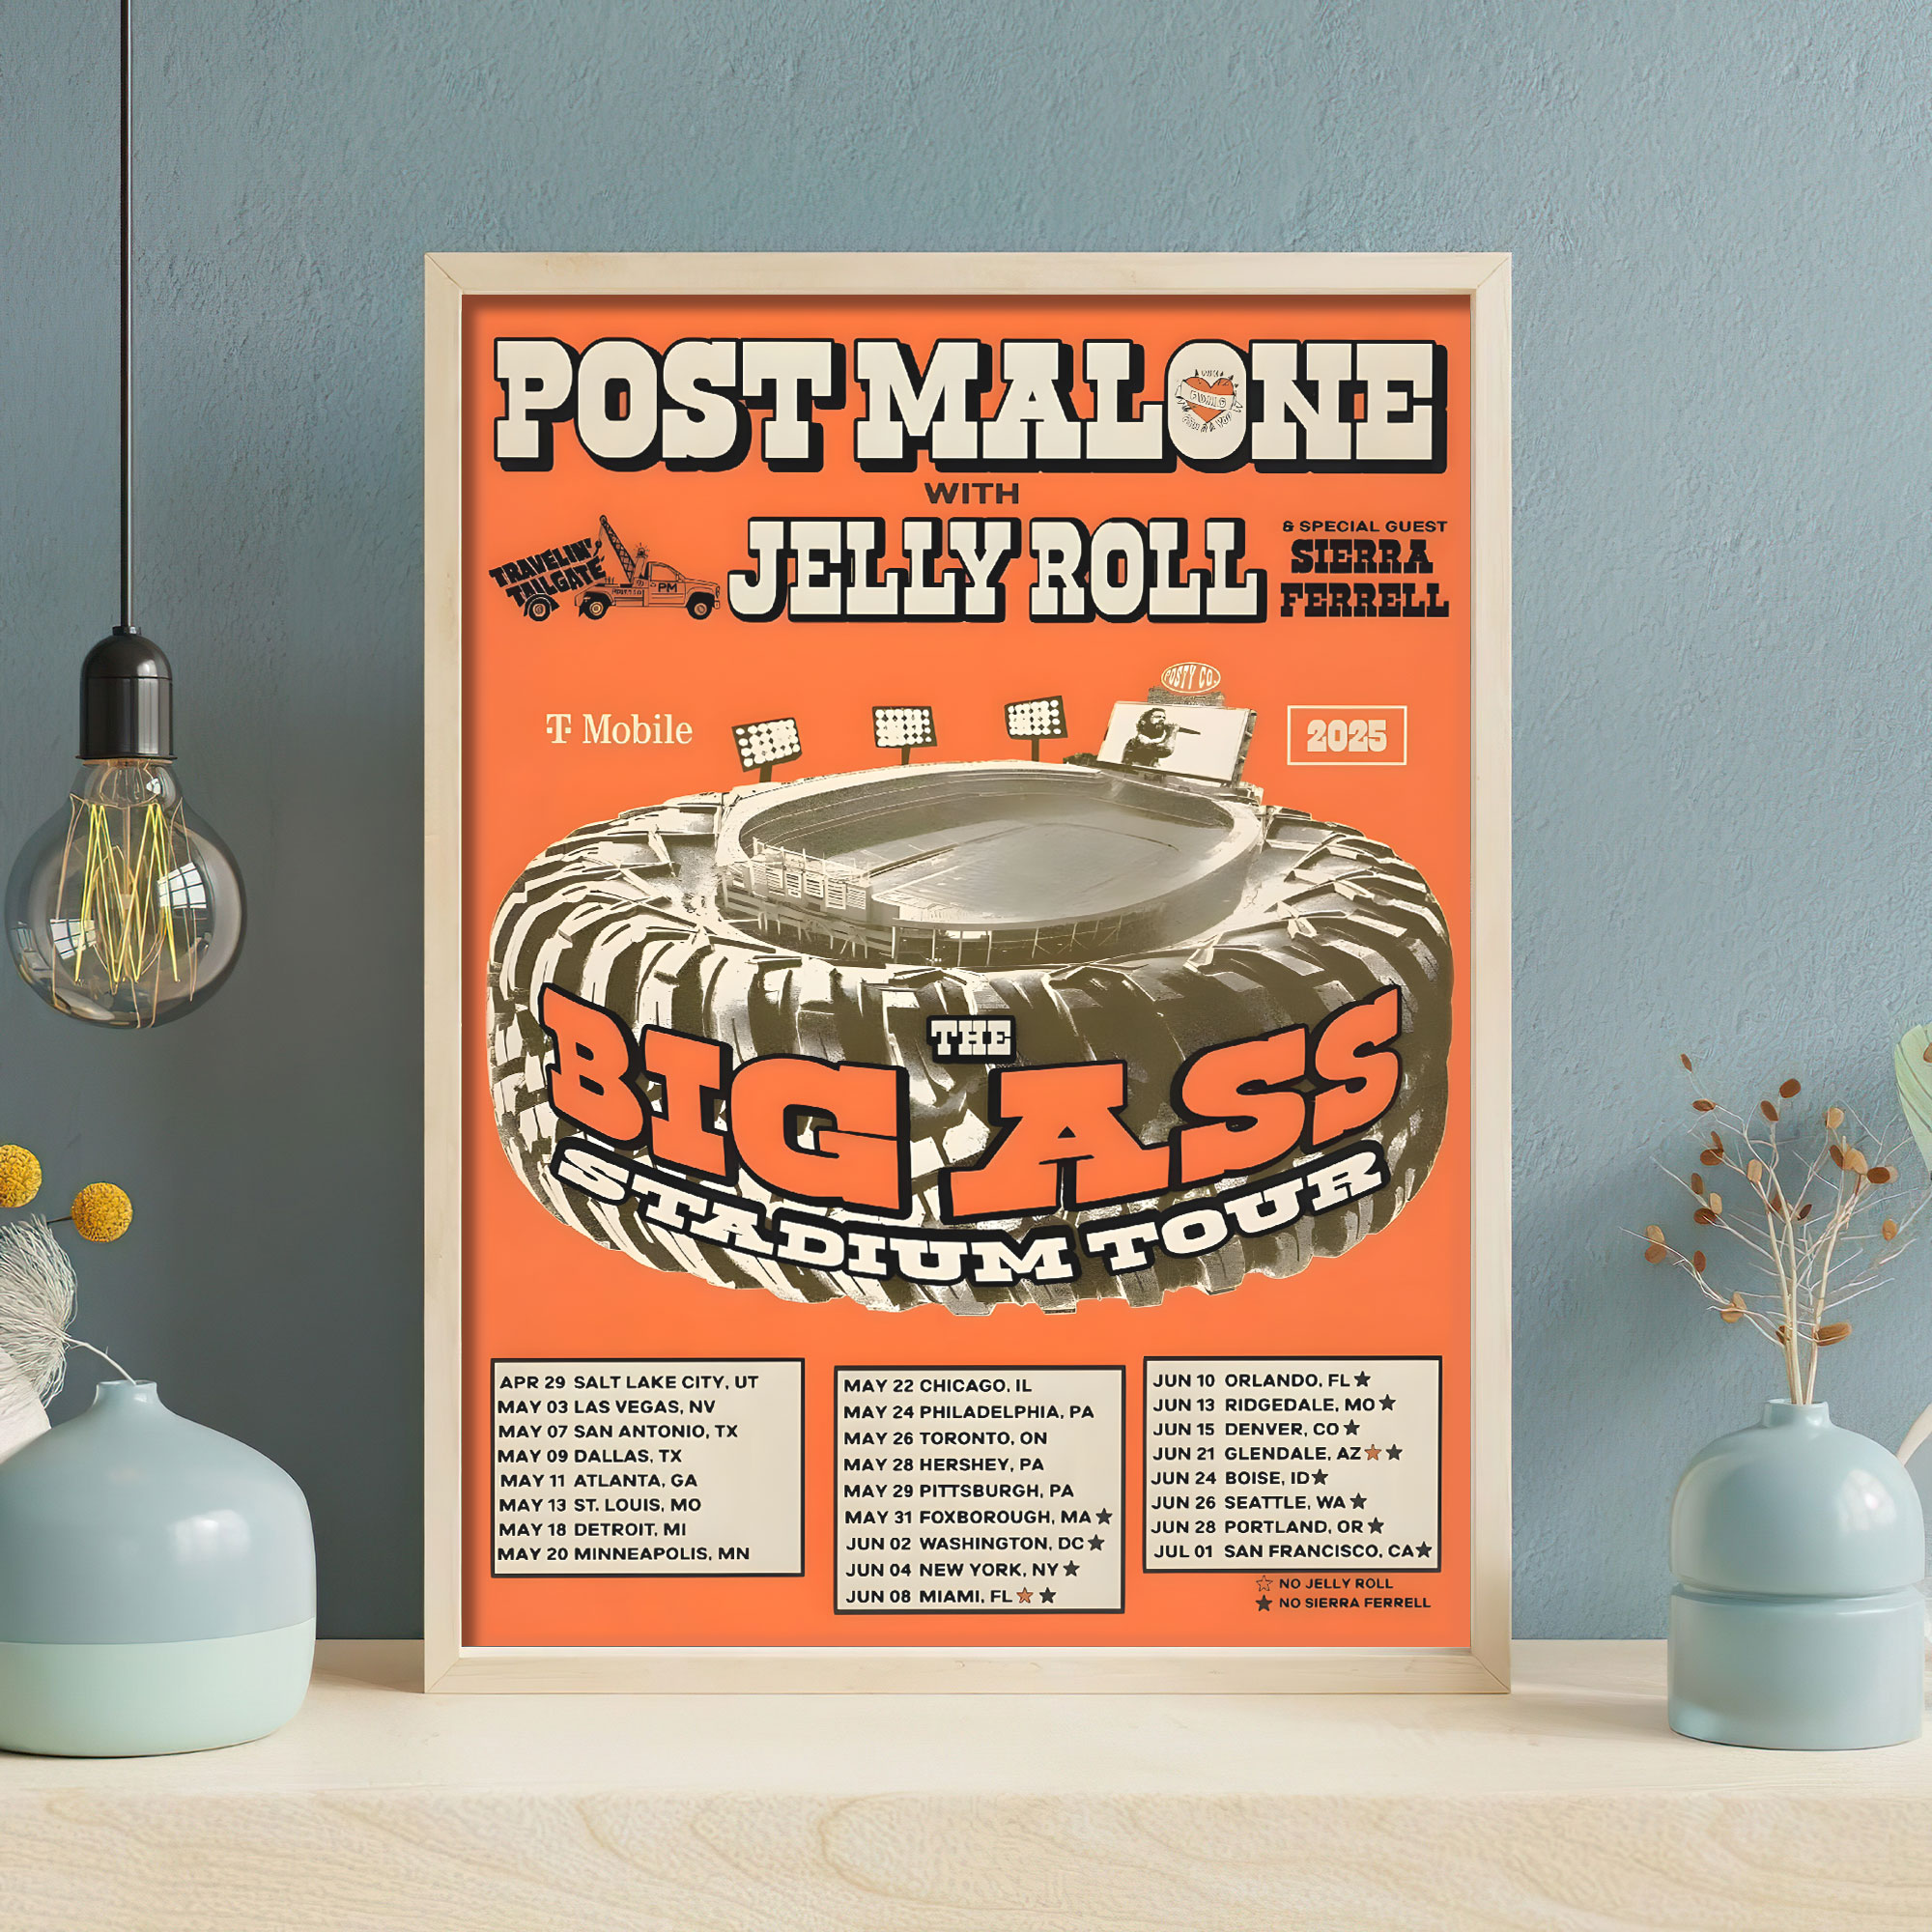 POST MALONE
WITH
TRAVELIN' TAILGATE
PM
JELLY ROLL
& SPECIAL GUEST
SIERRA
FERRELL
POSTY CO.
T Mobile
2025
THE
BIG ASS
STADIUM TOUR
APR 29 SALT LAKE CITY, UT
MAY 03 LAS VEGAS, NV
MAY 07 SAN ANTONIO, TX
MAY 09 DALLAS, TX
MAY 11 ATLANTA, GA
MAY 13 ST. LOUIS, MO
MAY 18 DETROIT, MI
MAY 20 MINNEAPOLIS, MN
MAY 22 CHICAGO, IL
MAY 24 PHILADELPHIA, PA
MAY 26 TORONTO, ON
MAY 28 HERSHEY, PA
MAY 29 PITTSBURGH, PA
MAY 31 FOXBOROUGH, MA ★
JUN 02 WASHINGTON, DC ★
JUN 04 NEW YORK, NY ★
JUN 08 MIAMI, FL ☆ ★
JUN 10 ORLANDO, FL ★
JUN 13 RIDGEDALE, MO ★
JUN 15 DENVER, CO ★
JUN 21 GLENDALE, AZ ☆ ★
JUN 24 BOISE, ID ★
JUN 26 SEATTLE, WA ★
JUN 28 PORTLAND, OR ★
JUL 01 SAN FRANCISCO, CA ★
☆ NO JELLY ROLL
★ NO SIERRA FERRELL